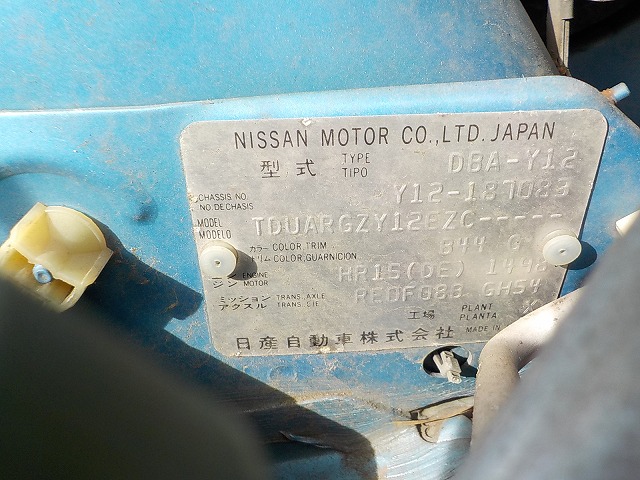 NISSAN MOTOR CO.,LTD. JAPAN
型式 TYPE TIPO DBA-Y12
CHASSIS NO. NO.DE CHASIS Y12-187083
MODEL MODELO TDUARGZY12EZC-----
カラー COLOR, TRIM トリム COLOR, GUARNICION B44 G
ジン ENGINE MOTOR HR15(DE) 1498
ミッション TRANS. AXLE アクスル TRANS. EJE RE0F08B GH54
工場 PLANT PLANTA
日産自動車株式会社 MADE IN